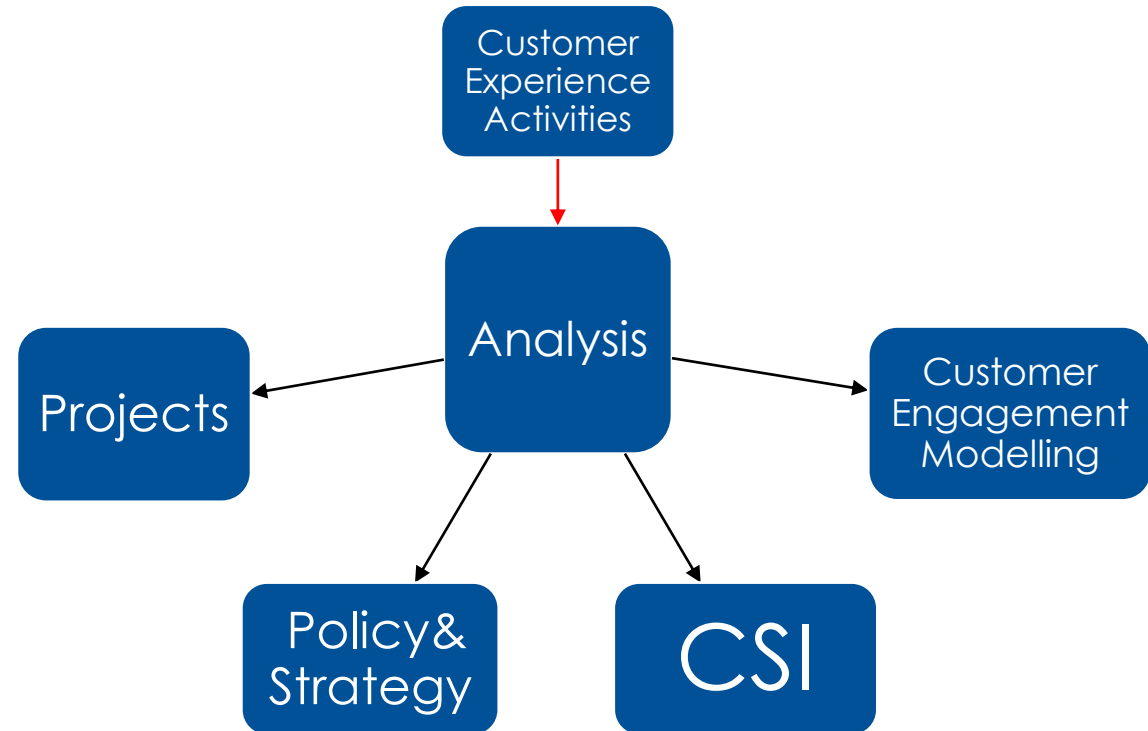 Customer
Experience
Activities
Analysis
Projects
Customer
Engagement
Modelling
Policy&
Strategy
CSI